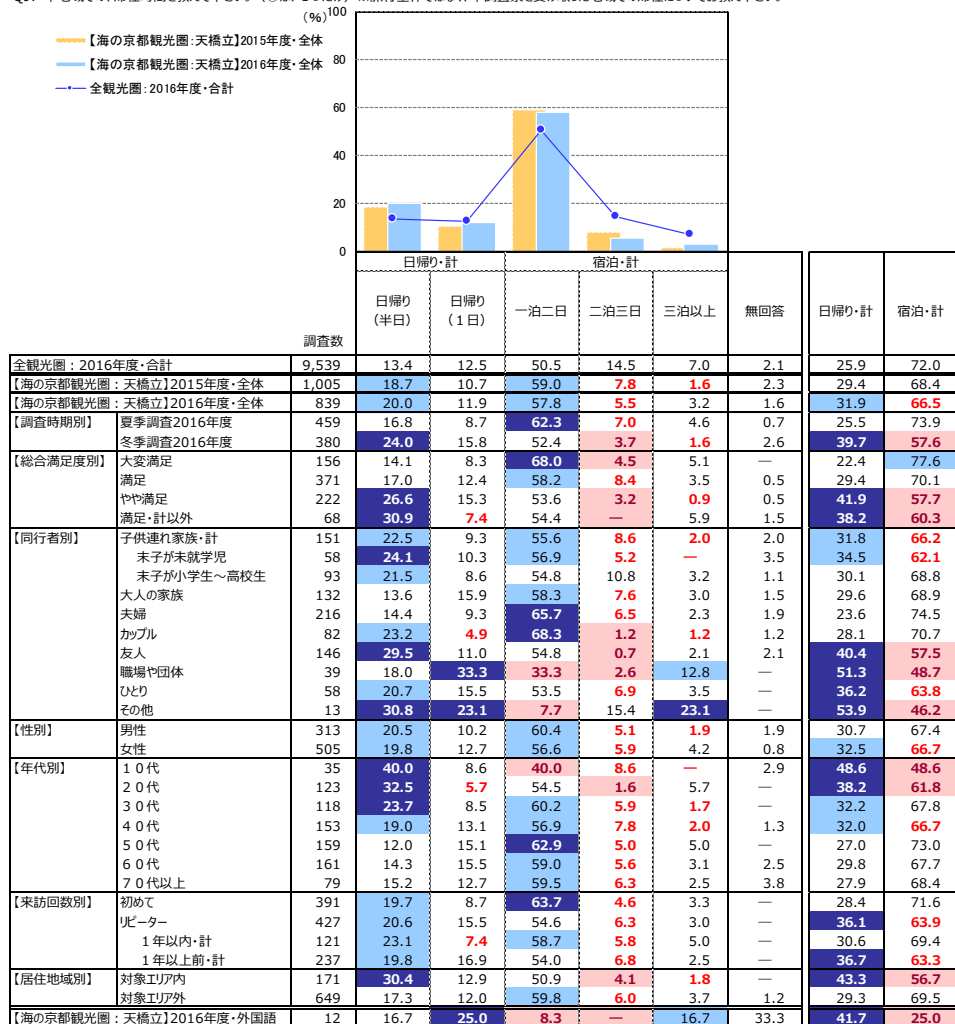 (%)
100
【海の京都観光圏:天橋立】2015年度・全体
80
【海の京都観光圏:天橋立】2016年度・全体
全観光圏:2016年度・合計
60
40
20
0
日帰り・計 宿泊・計
調査数 日帰り(半日) 日帰り(1日) 一泊二日 二泊三日 三泊以上 無回答 日帰り・計 宿泊・計
全観光圏:2016年度・合計 9,539 13.4 12.5 50.5 14.5 7.0 2.1 25.9 72.0
【海の京都観光圏:天橋立】2015年度・全体 1,005 18.7 10.7 59.0 7.8 1.6 2.3 29.4 68.4
【海の京都観光圏:天橋立】2016年度・全体 839 20.0 11.9 57.8 5.5 3.2 1.6 31.9 66.5
【調査時期別】 夏季調査2016年度 459 16.8 8.7 62.3 7.0 4.6 0.7 25.5 73.9
冬季調査2016年度 380 24.0 15.8 52.4 3.7 1.6 2.6 39.7 57.6
【総合満足度別】 大変満足 156 14.1 8.3 68.0 4.5 5.1 — 22.4 77.6
満足 371 17.0 12.4 58.2 8.4 3.5 0.5 29.4 70.1
やや満足 222 26.6 15.3 53.6 3.2 0.9 0.5 41.9 57.7
満足・計以外 68 30.9 7.4 54.4 — 5.9 1.5 38.2 60.3
【同行者別】 子供連れ家族・計 151 22.5 9.3 55.6 8.6 2.0 2.0 31.8 66.2
末子が未就学児 58 24.1 10.3 56.9 5.2 — 3.5 34.5 62.1
末子が小学生～高校生 93 21.5 8.6 54.8 10.8 3.2 1.1 30.1 68.8
大人の家族 132 13.6 15.9 58.3 7.6 3.0 1.5 29.6 68.9
夫婦 216 14.4 9.3 65.7 6.5 2.3 1.9 23.6 74.5
カップル 82 23.2 4.9 68.3 1.2 1.2 1.2 28.1 70.7
友人 146 29.5 11.0 54.8 0.7 2.1 2.1 40.4 57.5
職場や団体 39 18.0 33.3 33.3 2.6 12.8 — 51.3 48.7
ひとり 58 20.7 15.5 53.5 6.9 3.5 — 36.2 63.8
その他 13 30.8 23.1 7.7 15.4 23.1 — 53.9 46.2
【性別】 男性 313 20.5 10.2 60.4 5.1 1.9 1.9 30.7 67.4
女性 505 19.8 12.7 56.6 5.9 4.2 0.8 32.5 66.7
【年代別】 10代 35 40.0 8.6 40.0 8.6 — 2.9 48.6 48.6
20代 123 32.5 5.7 54.5 1.6 5.7 — 38.2 61.8
30代 118 23.7 8.5 60.2 5.9 1.7 — 32.2 67.8
40代 153 19.0 13.1 56.9 7.8 2.0 1.3 32.0 66.7
50代 159 12.0 15.1 62.9 5.0 5.0 — 27.0 73.0
60代 161 14.3 15.5 59.0 5.6 3.1 2.5 29.8 67.7
70代以上 79 15.2 12.7 59.5 6.3 2.5 3.8 27.9 68.4
【来訪回数別】 初めて 391 19.7 8.7 63.7 4.6 3.3 — 28.4 71.6
リピーター 427 20.6 15.5 54.6 6.3 3.0 — 36.1 63.9
1年以内・計 121 23.1 7.4 58.7 5.8 5.0 — 30.6 69.4
1年以上前・計 237 19.8 16.9 54.0 6.8 2.5 — 36.7 63.3
【居住地域別】 対象エリア内 171 30.4 12.9 50.9 4.1 1.8 — 43.3 56.7
対象エリア外 649 17.3 12.0 59.8 6.0 3.7 1.2 29.3 69.5
【海の京都観光圏:天橋立】2016年度・外国語 12 16.7 25.0 8.3 — 16.7 33.3 41.7 25.0